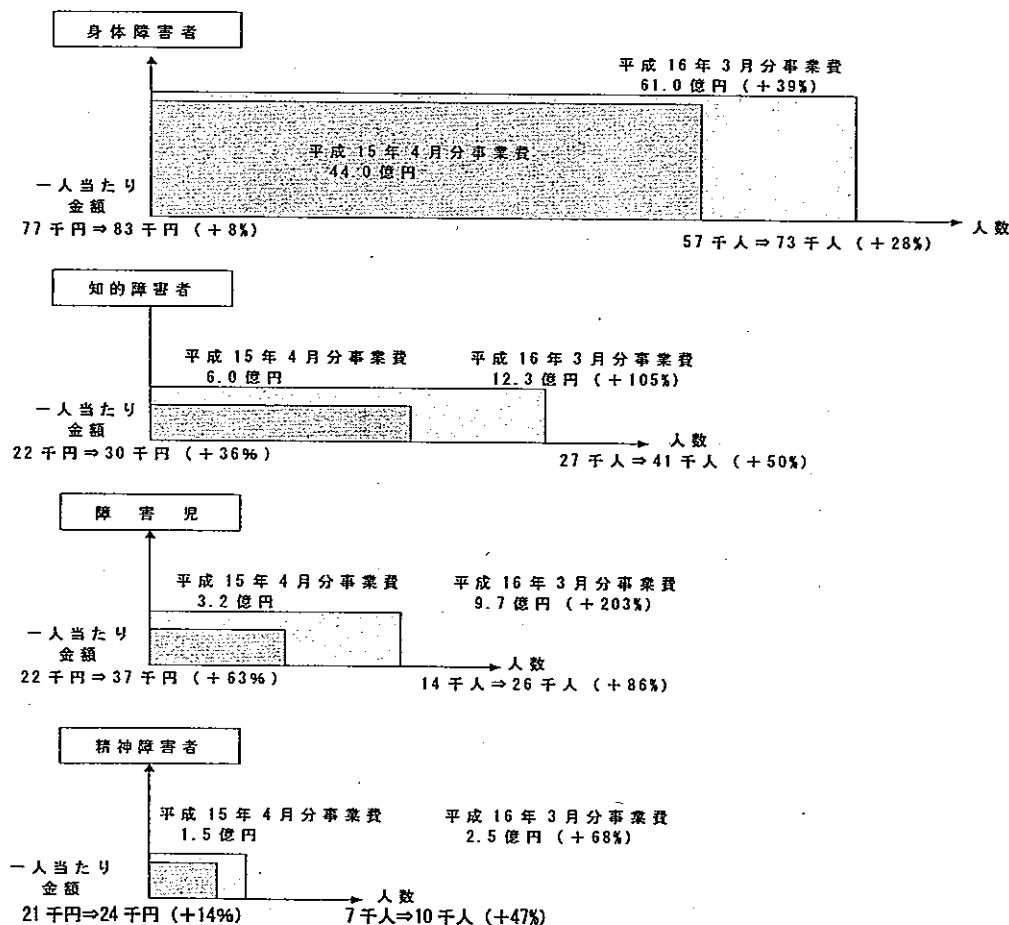 身体障害者
平成16年3月分事業費
61.0億円（+39%）
平成15年4月分事業費
44.0億円
一人当たり
金額
77千円⇒83千円（+8%）
人数
57千人⇒73千人（+28%）
知的障害者
平成15年4月分事業費
6.0億円
平成16年3月分事業費
12.3億円（+105%）
一人当たり
金額
22千円⇒30千円（+36%）
人数
27千人⇒41千人（+50%）
障害児
平成15年4月分事業費
3.2億円
平成16年3月分事業費
9.7億円（+203%）
一人当たり
金額
22千円⇒37千円（+63%）
人数
14千人⇒26千人（+86%）
精神障害者
平成15年4月分事業費
1.5億円
平成16年3月分事業費
2.5億円（+68%）
一人当たり
金額
21千円⇒24千円（+14%）
人数
7千人⇒10千人（+47%）